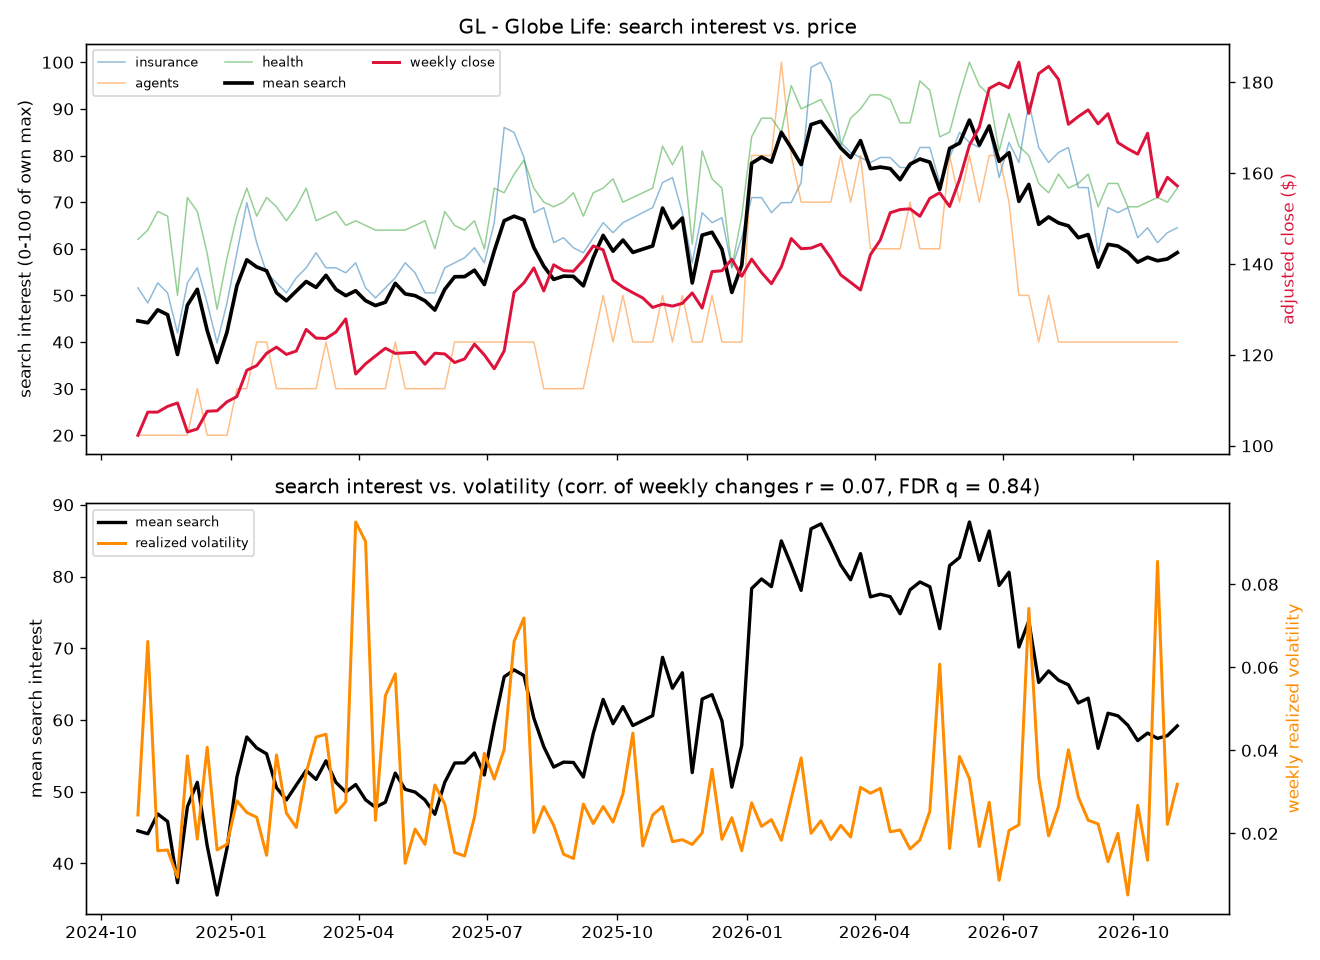 GL - Globe Life: search interest vs. price
insurance
agents
health
mean search
weekly close
search interest (0-100 of own max)
100
90
80
70
60
50
40
30
20
180
160
140
120
100
adjusted close ($)
search interest vs. volatility (corr. of weekly changes r = 0.07, FDR q = 0.84)
mean search
realized volatility
mean search interest
90
80
70
60
50
40
0.08
0.06
0.04
0.02
weekly realized volatility
2024-10
2025-01
2025-04
2025-07
2025-10
2026-01
2026-04
2026-07
2026-10